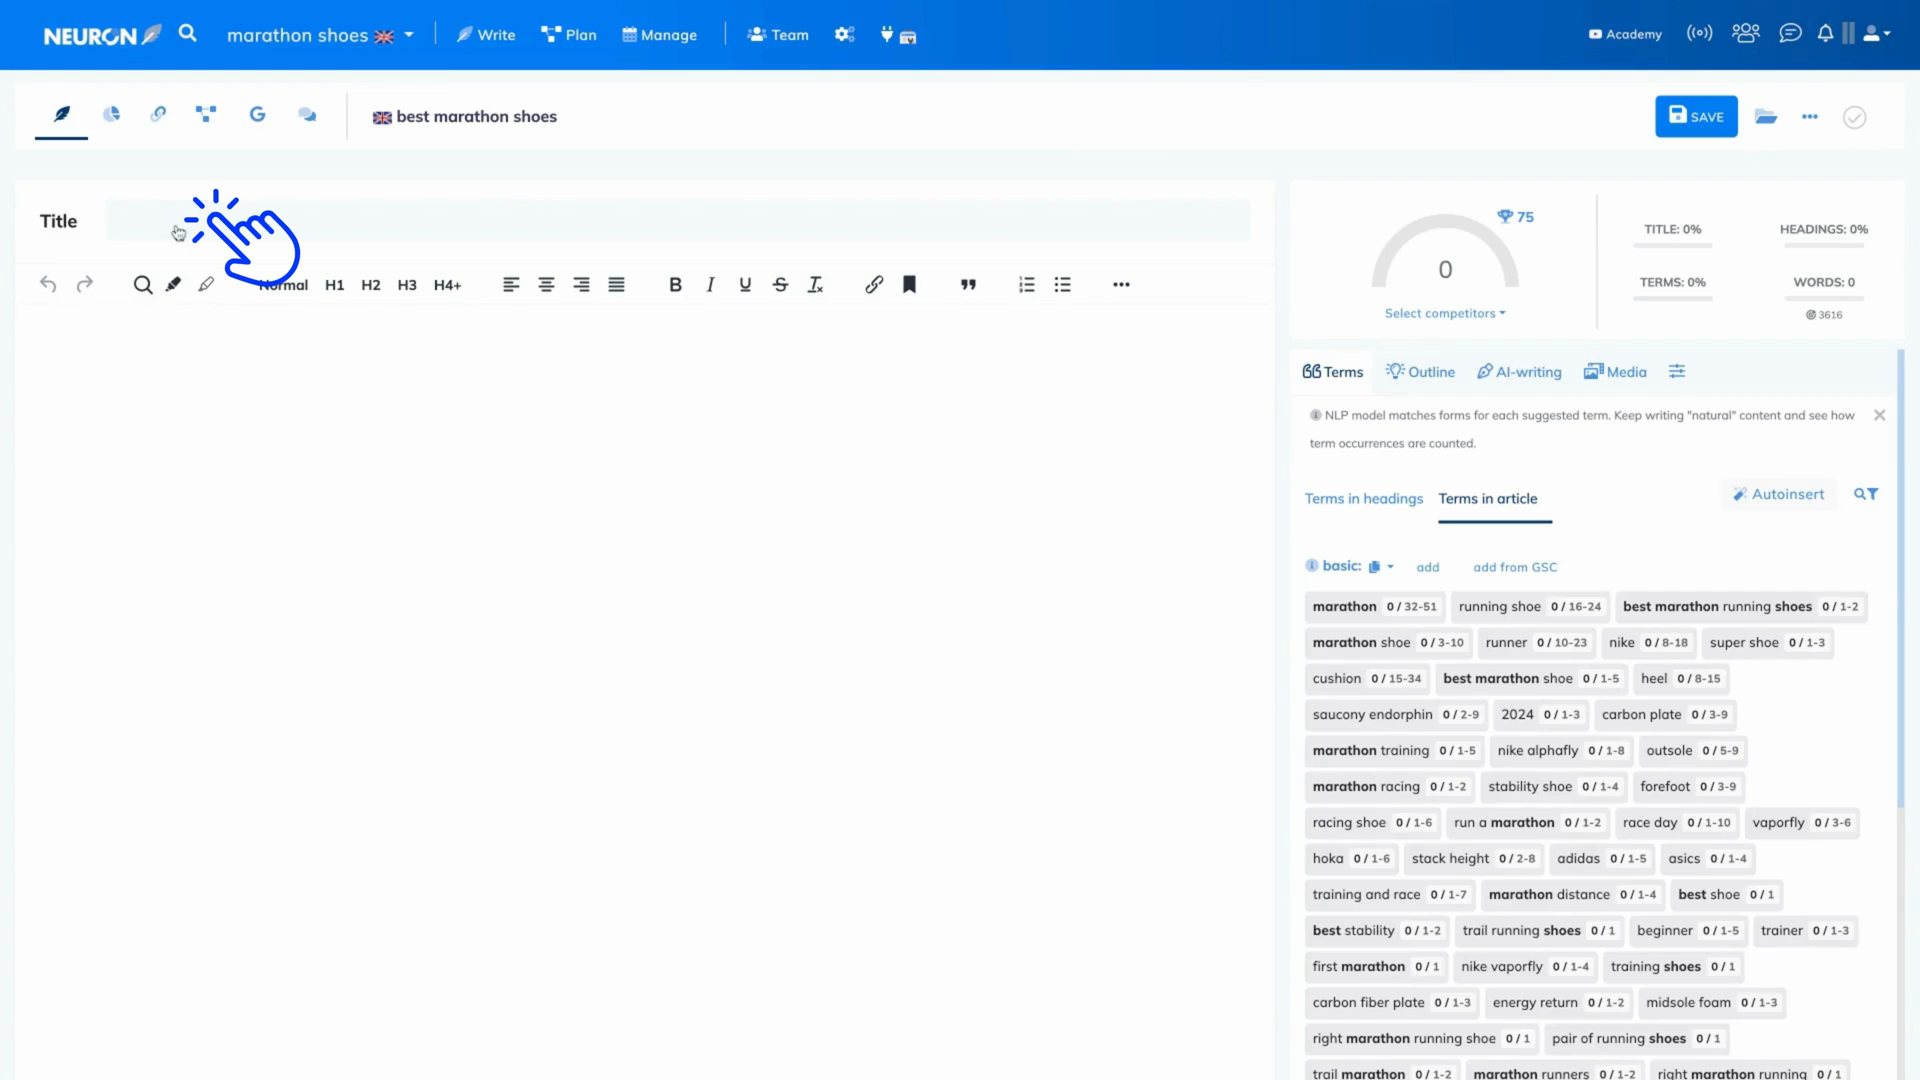 NEURON marathon shoes Write Plan Manage Team Academy
best marathon shoes SAVE
Title
Normal H1 H2 H3 H4+ B I U S
75
0
Select competitors
TITLE: 0% HEADINGS: 0%
TERMS: 0% WORDS: 0
3616
Terms Outline AI-writing Media
NLP model matches forms for each suggested term. Keep writing "natural" content and see how
term occurrences are counted.
Terms in headings Terms in article Autoinsert
basic: add add from GSC
marathon 0 / 32-51 running shoe 0 / 16-24 best marathon running shoes 0 / 1-2
marathon shoe 0 / 3-10 runner 0 / 10-23 nike 0 / 8-18 super shoe 0 / 1-3
cushion 0 / 15-34 best marathon shoe 0 / 1-5 heel 0 / 8-15
saucony endorphin 0 / 2-9 2024 0 / 1-3 carbon plate 0 / 3-9
marathon training 0 / 1-5 nike alphafly 0 / 1-8 outsole 0 / 5-9
marathon racing 0 / 1-2 stability shoe 0 / 1-4 forefoot 0 / 3-9
racing shoe 0 / 1-6 run a marathon 0 / 1-2 race day 0 / 1-10 vaporfly 0 / 3-6
hoka 0 / 1-6 stack height 0 / 2-8 adidas 0 / 1-5 asics 0 / 1-4
training and race 0 / 1-7 marathon distance 0 / 1-4 best shoe 0 / 1
best stability 0 / 1-2 trail running shoes 0 / 1 beginner 0 / 1-5 trainer 0 / 1-3
first marathon 0 / 1 nike vaporfly 0 / 1-4 training shoes 0 / 1
carbon fiber plate 0 / 1-3 energy return 0 / 1-2 midsole foam 0 / 1-3
right marathon running shoe 0 / 1 pair of running shoes 0 / 1
trail marathon 0 / 1-2 marathon runners 0 / 1-2 right marathon running 0 / 1